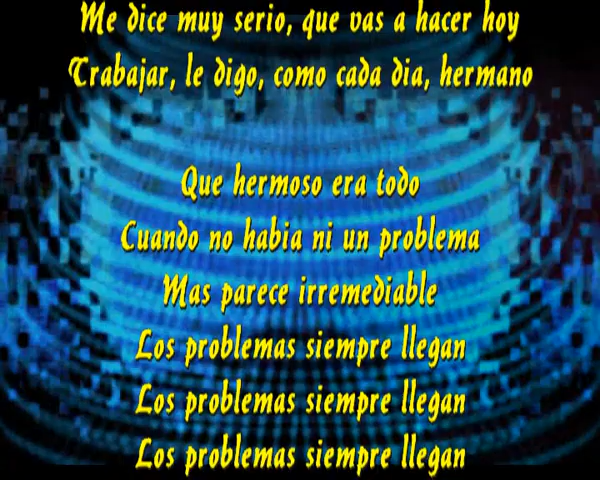 Me dice muy serio, que vas a hacer hoy
Trabajar, le digo, como cada dia, hermano
Que hermoso era todo
Cuando no habia ni un problema
Mas parece irremediable
Los problemas siempre llegan
Los problemas siempre llegan
Los problemas siempre llegan